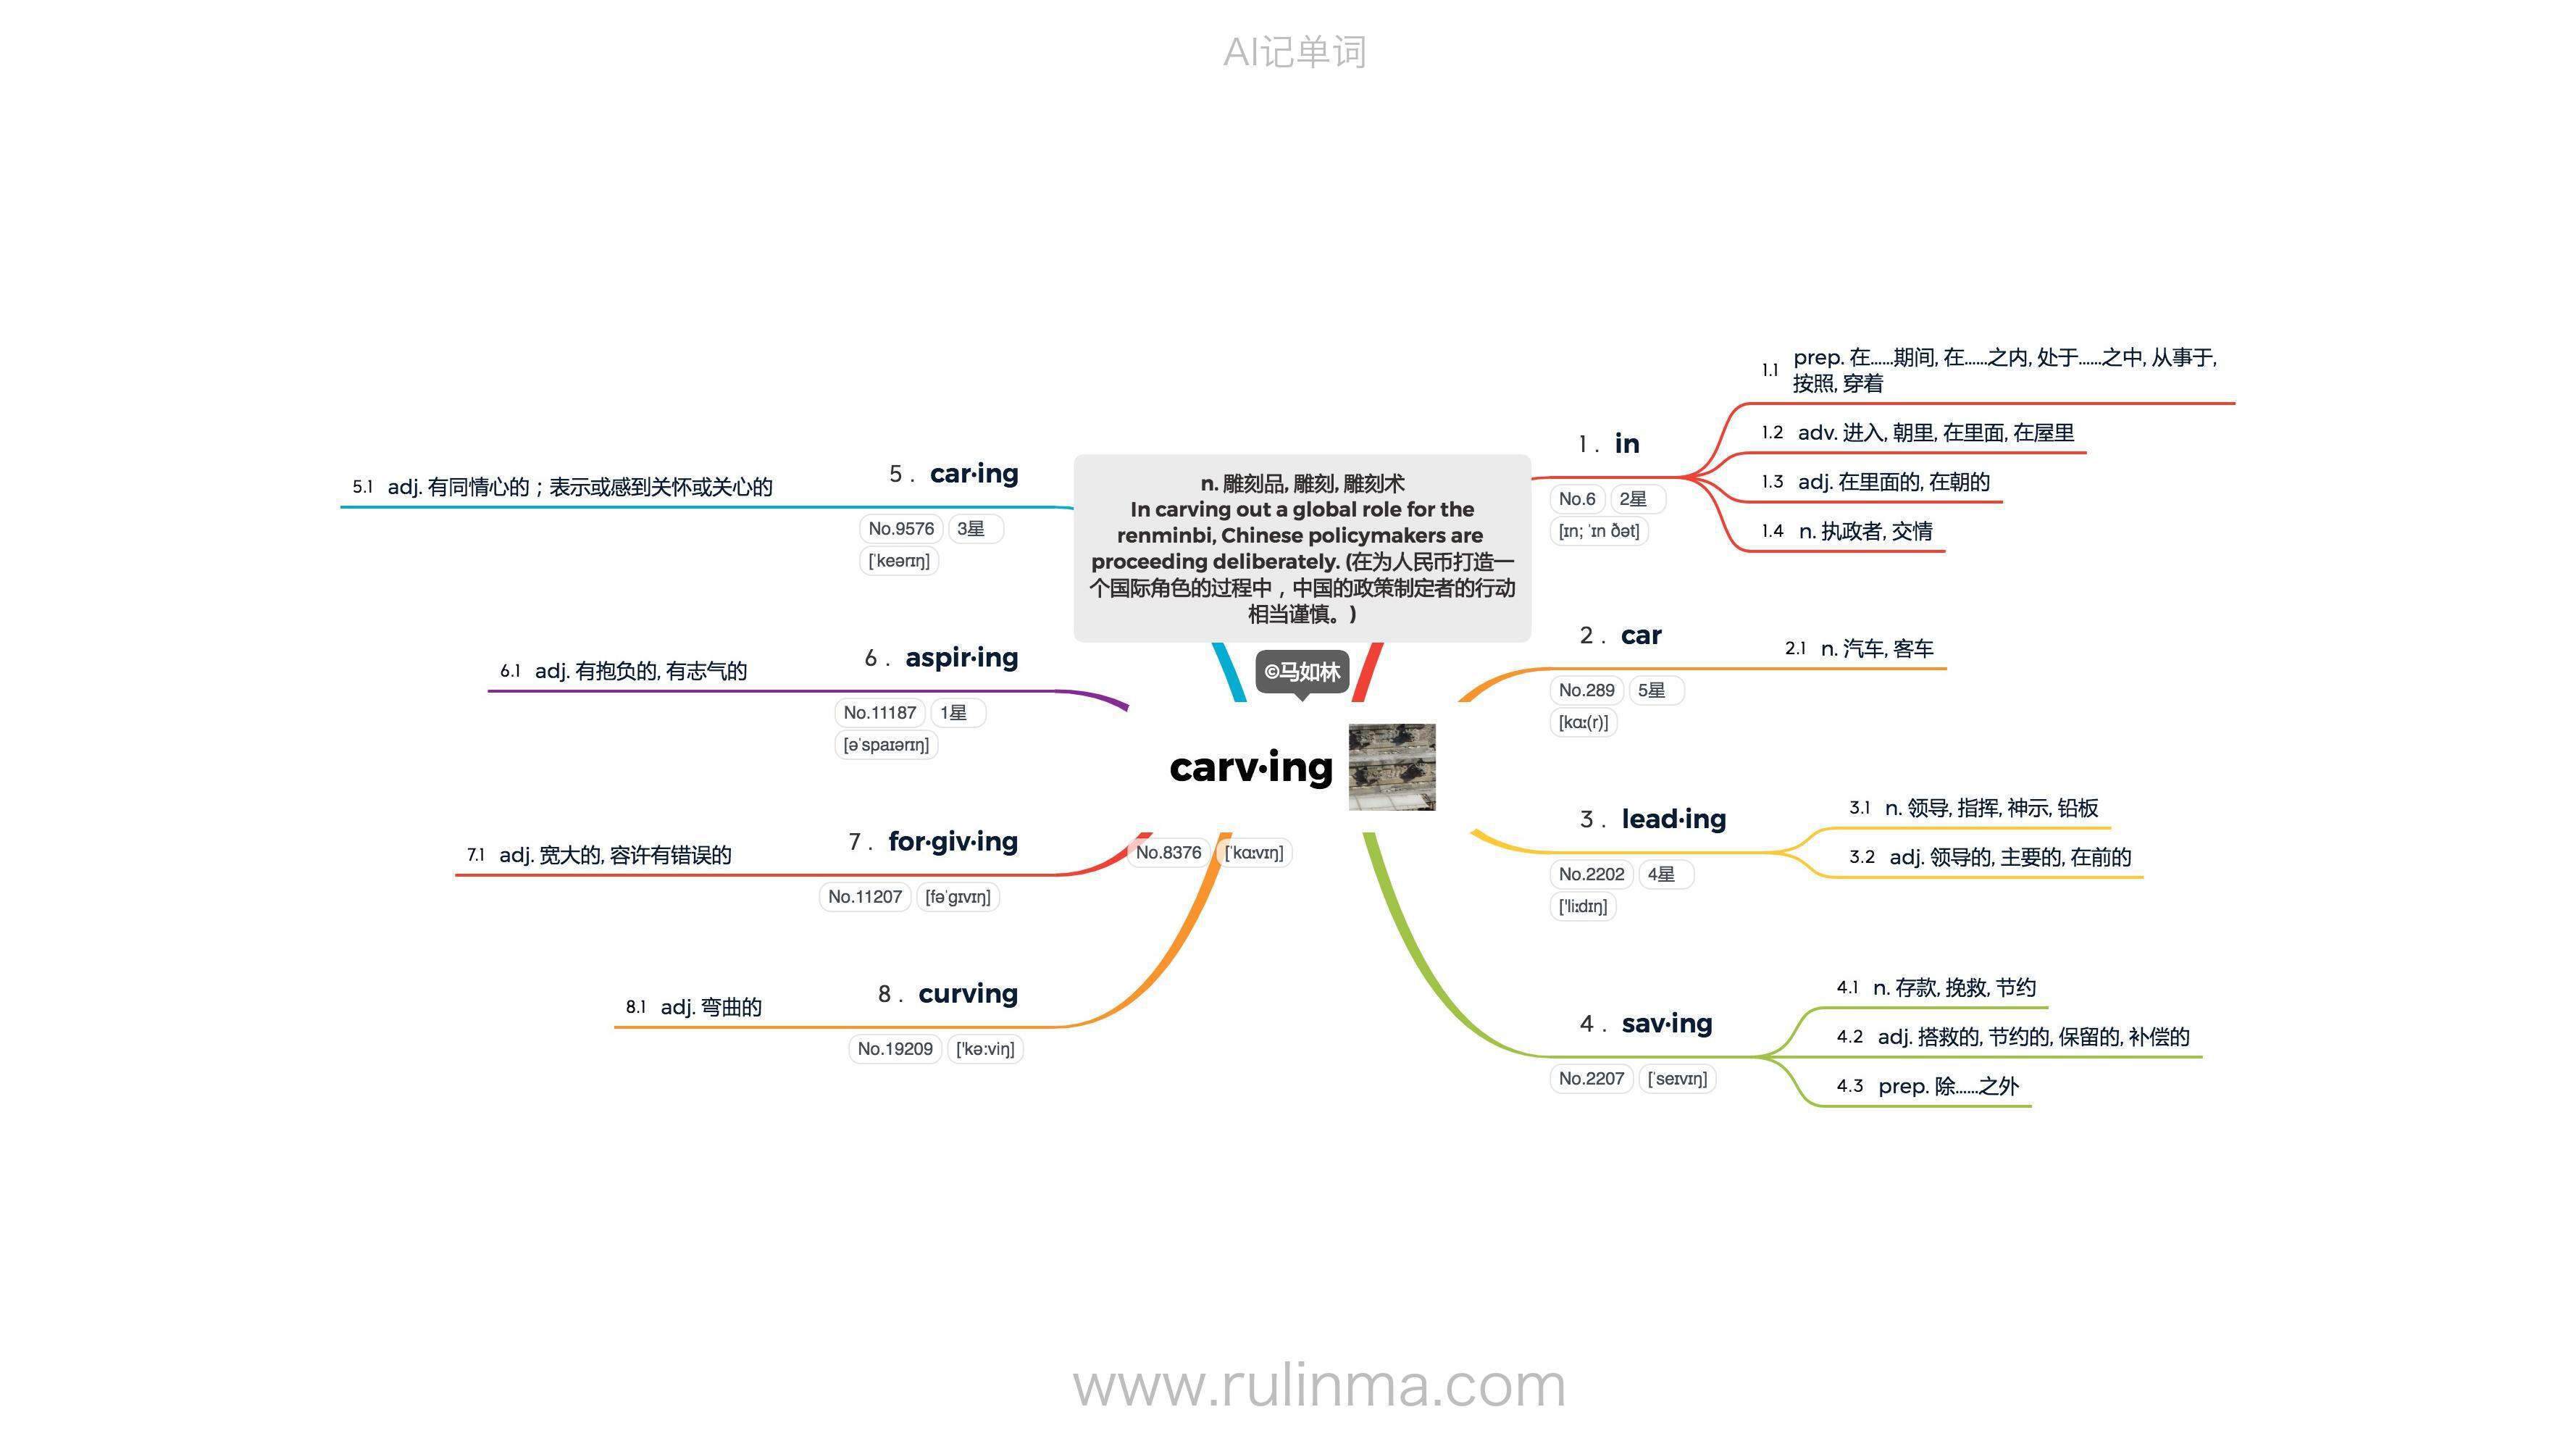 AI记单词
n. 雕刻品, 雕刻, 雕刻术
In carving out a global role for the
renminbi, Chinese policymakers are
proceeding deliberately. (在为人民币打造一
个国际角色的过程中，中国的政策制定者的行动
相当谨慎。)
©马如林
carv·ing
No.8376 [ˈkɑːvɪŋ]
1. in
No.6 2星
[ɪn; ˈɪn ðət]
1.1 prep. 在……期间, 在……之内, 处于……之中, 从事于,
按照, 穿着
1.2 adv. 进入, 朝里, 在里面, 在屋里
1.3 adj. 在里面的, 在朝的
1.4 n. 执政者, 交情
2. car
No.289 5星
[kɑː(r)]
2.1 n. 汽车, 客车
3. lead·ing
No.2202 4星
['liːdɪŋ]
3.1 n. 领导, 指挥, 神示, 铅板
3.2 adj. 领导的, 主要的, 在前的
4. sav·ing
No.2207 [ˈseɪvɪŋ]
4.1 n. 存款, 挽救, 节约
4.2 adj. 搭救的, 节约的, 保留的, 补偿的
4.3 prep. 除……之外
5. car·ing
No.9576 3星
[ˈkeərɪŋ]
5.1 adj. 有同情心的；表示或感到关怀或关心的
6. aspir·ing
No.11187 1星
[əˈspaɪərɪŋ]
6.1 adj. 有抱负的, 有志气的
7. for·giv·ing
No.11207 [fəˈɡɪvɪŋ]
7.1 adj. 宽大的, 容许有错误的
8. curving
No.19209 ['kə:viŋ]
8.1 adj. 弯曲的
www.rulinma.com